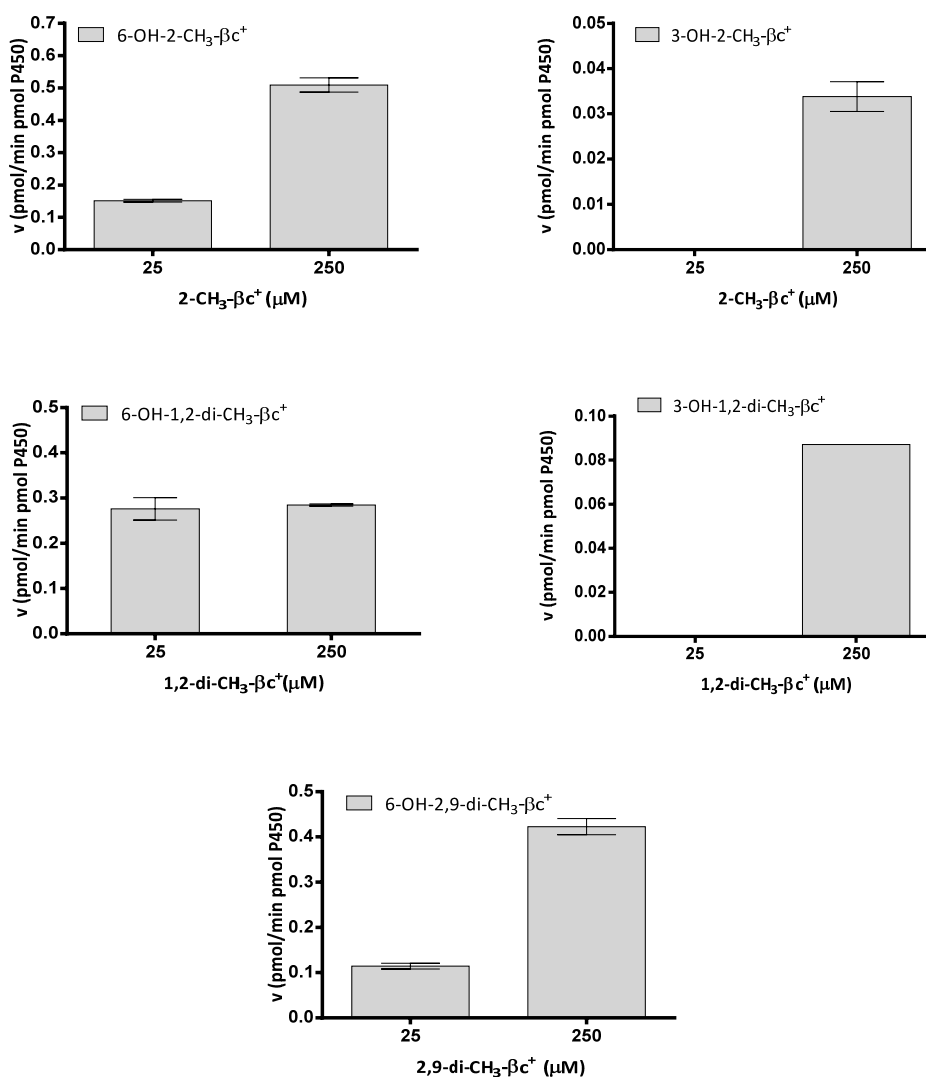 6-OH-2-CH₃-βc⁺
v (pmol/min pmol P450)
0.7
0.6
0.5
0.4
0.3
0.2
0.1
0.0
25 250
2-CH₃-βc⁺ (μM)
3-OH-2-CH₃-βc⁺
v (pmol/min pmol P450)
0.05
0.04
0.03
0.02
0.01
0.00
25 250
2-CH₃-βc⁺ (μM)
6-OH-1,2-di-CH₃-βc⁺
v (pmol/min pmol P450)
0.5
0.4
0.3
0.2
0.1
0.0
25 250
1,2-di-CH₃-βc⁺(μM)
3-OH-1,2-di-CH₃-βc⁺
v (pmol/min pmol P450)
0.10
0.08
0.06
0.04
0.02
0.00
25 250
1,2-di-CH₃-βc⁺ (μM)
6-OH-2,9-di-CH₃-βc⁺
v (pmol/min pmol P450)
0.5
0.4
0.3
0.2
0.1
0.0
25 250
2,9-di-CH₃-βc⁺ (μM)